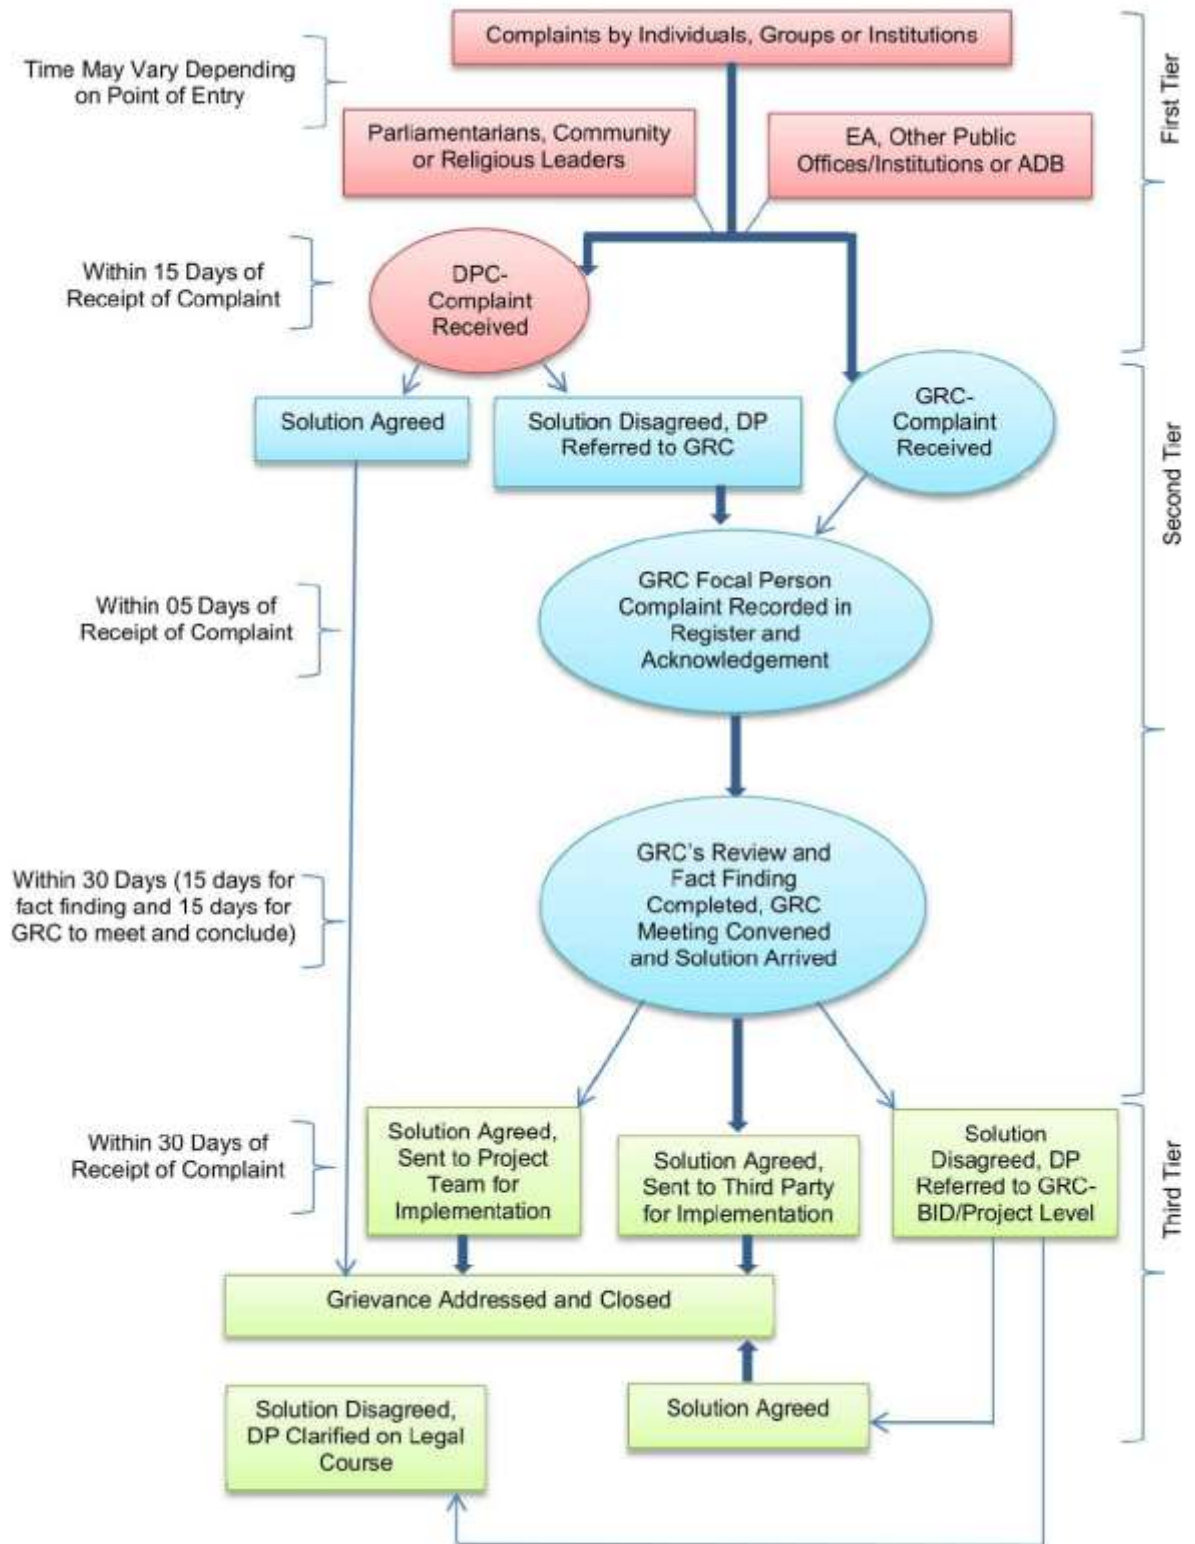 Complaints by Individuals, Groups or Institutions
Time May Vary Depending
on Point of Entry
First Tier
Parliamentarians, Community
or Religious Leaders
EA, Other Public
Offices/Institutions or ADB
Within 15 Days of
Receipt of Complaint
DPC-
Complaint
Received
GRC-
Complaint
Received
Solution Agreed
Solution Disagreed, DP
Referred to GRC
Second Tier
Within 05 Days of
Receipt of Complaint
GRC Focal Person
Complaint Recorded in
Register and
Acknowledgement
Within 30 Days (15 days for
fact finding and 15 days for
GRC to meet and conclude)
GRC's Review and
Fact Finding
Completed, GRC
Meeting Convened
and Solution Arrived
Within 30 Days of
Receipt of Complaint
Solution Agreed,
Sent to Project
Team for
Implementation
Solution Agreed,
Sent to Third Party
for Implementation
Solution
Disagreed, DP
Referred to GRC-
BID/Project Level
Third Tier
Grievance Addressed and Closed
Solution Disagreed,
DP Clarified on Legal
Course
Solution Agreed